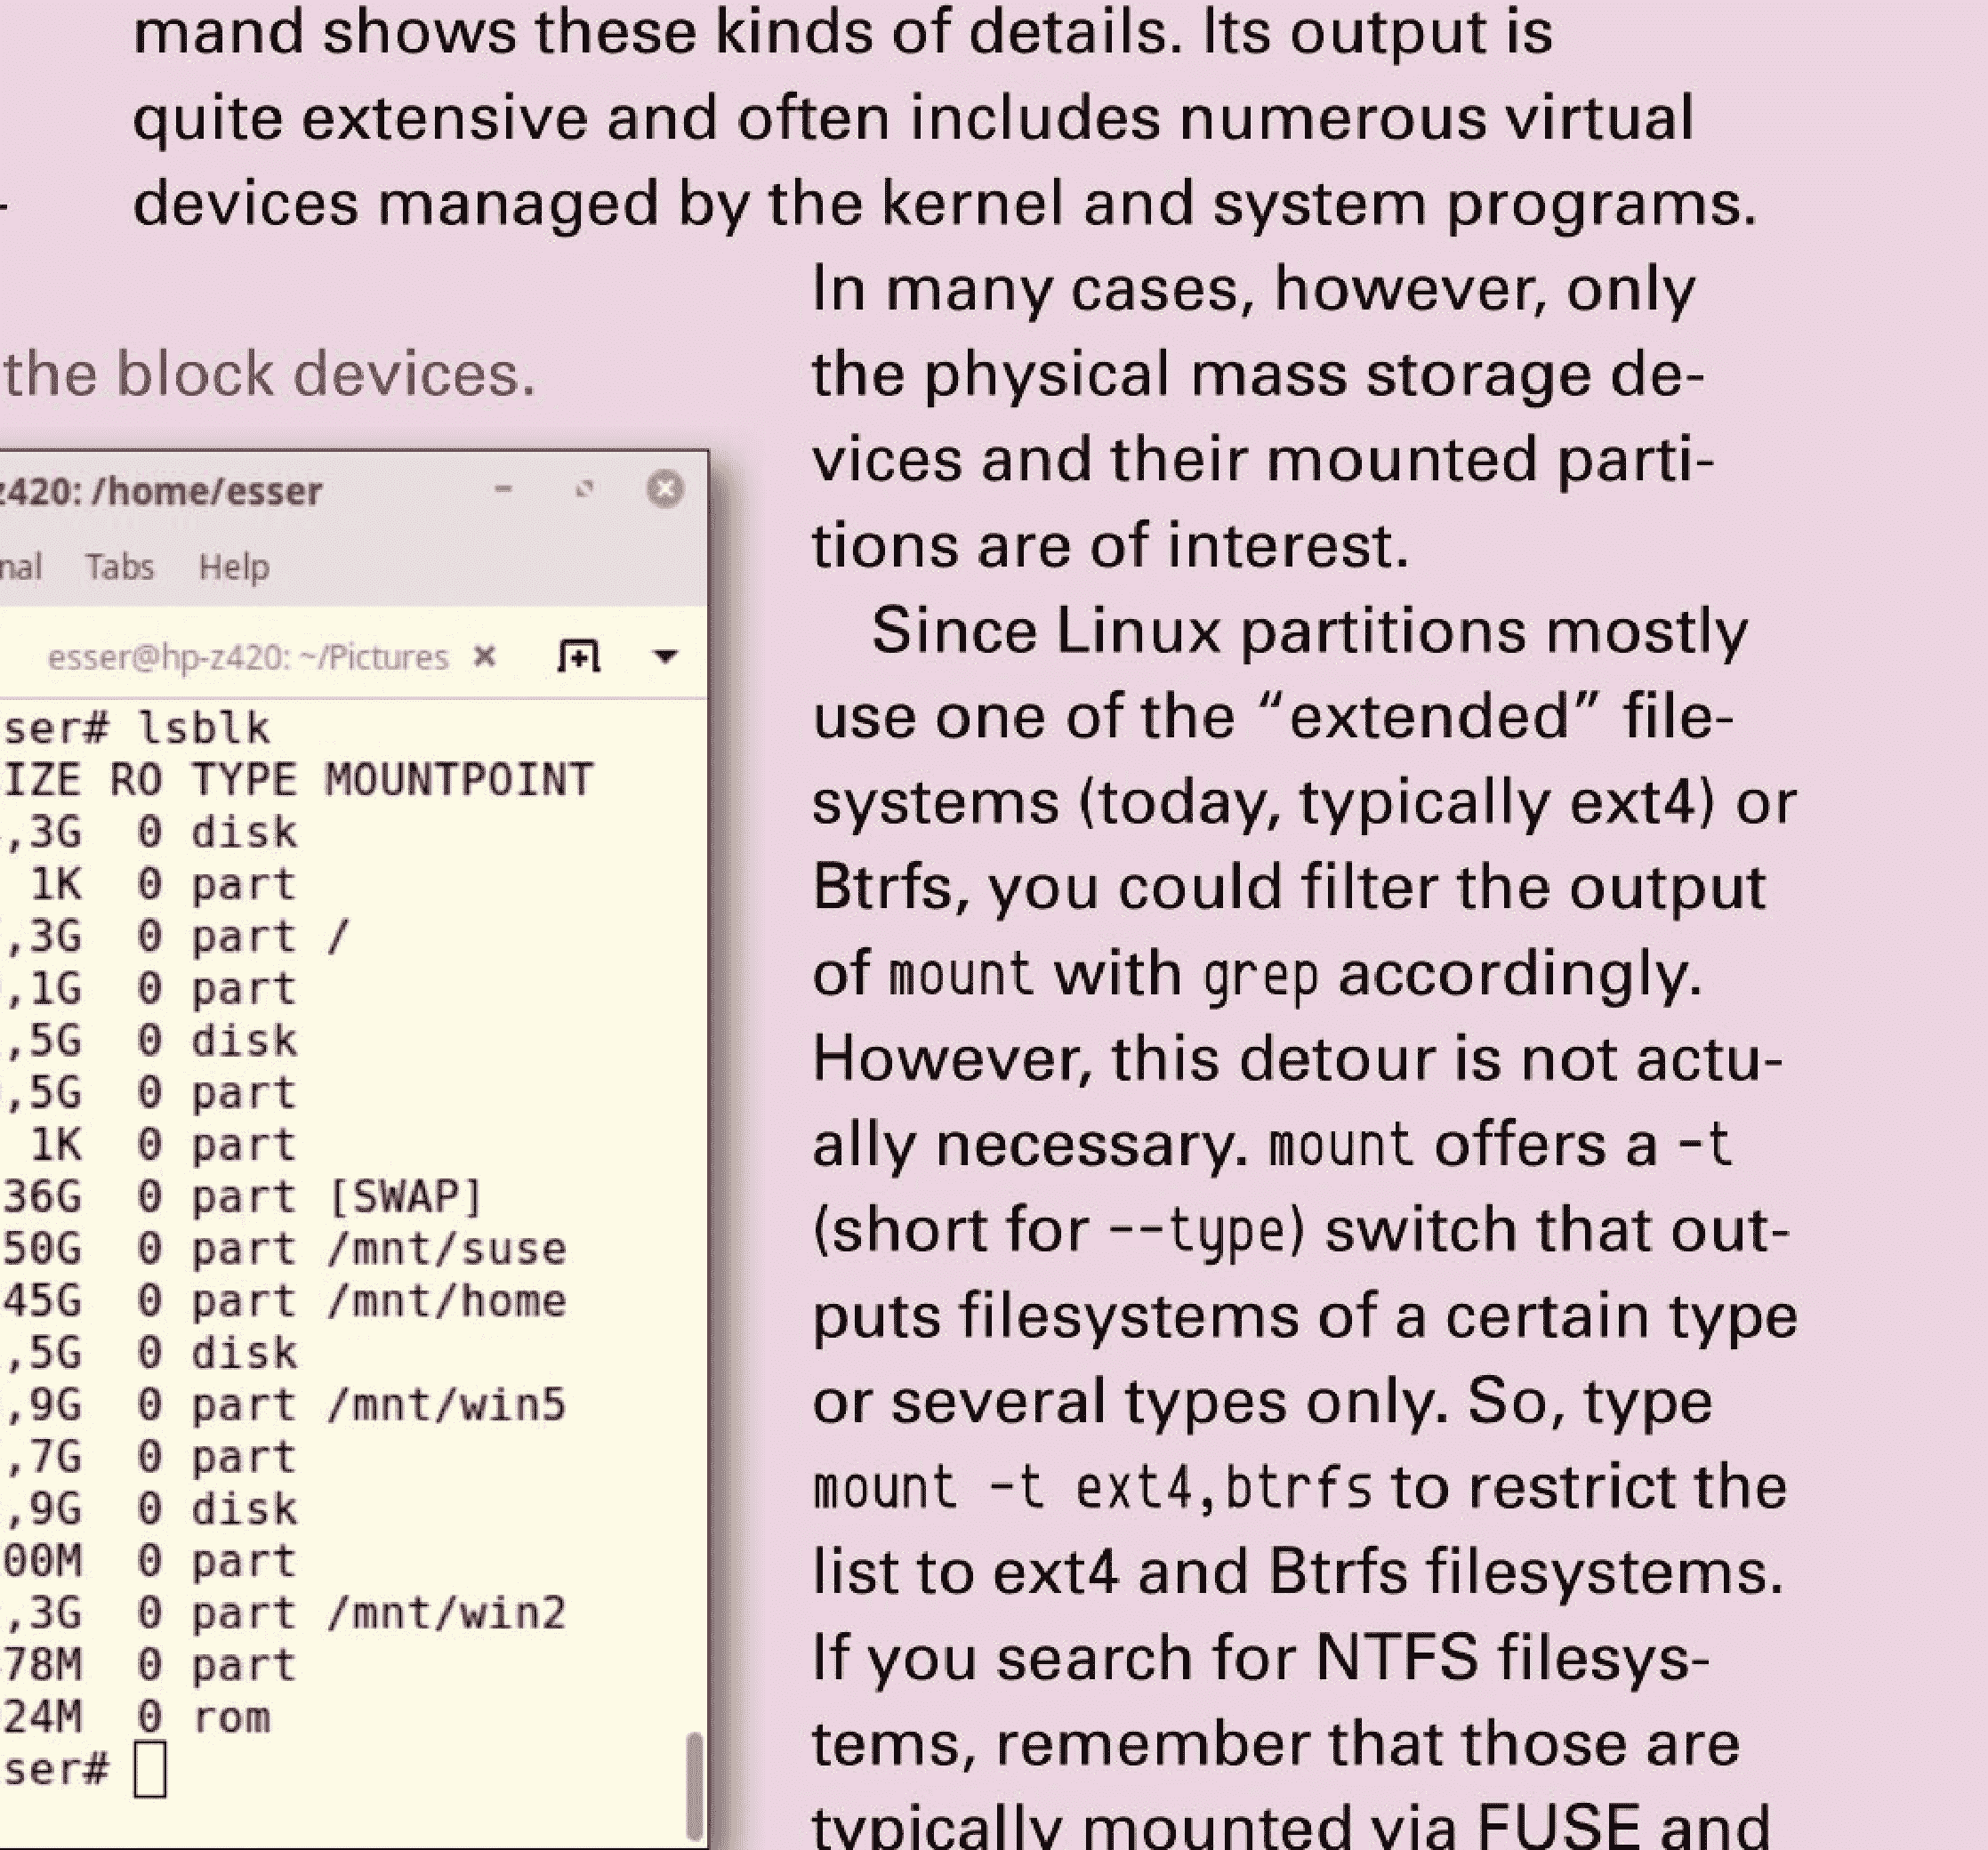 mand shows these kinds of details. Its output is
quite extensive and often includes numerous virtual
devices managed by the kernel and system programs.
In many cases, however, only
the physical mass storage de-
vices and their mounted parti-
tions are of interest.
Since Linux partitions mostly
use one of the “extended” file-
systems (today, typically ext4) or
Btrfs, you could filter the output
of mount with grep accordingly.
However, this detour is not actu-
ally necessary. mount offers a -t
(short for --type) switch that out-
puts filesystems of a certain type
or several types only. So, type
mount -t ext4,btrfs to restrict the
list to ext4 and Btrfs filesystems.
If you search for NTFS filesys-
tems, remember that those are
typically mounted via FUSE and
the block devices.
z420: /home/esser
nal Tabs Help
esser@hp-z420: ~/Pictures
ser# lsblk
IZE RO TYPE MOUNTPOINT
,3G 0 disk
1K 0 part
,3G 0 part /
,1G 0 part
,5G 0 disk
,5G 0 part
1K 0 part
36G 0 part [SWAP]
50G 0 part /mnt/suse
45G 0 part /mnt/home
,5G 0 disk
,9G 0 part /mnt/win5
,7G 0 part
,9G 0 disk
00M 0 part
,3G 0 part /mnt/win2
78M 0 part
24M 0 rom
ser#